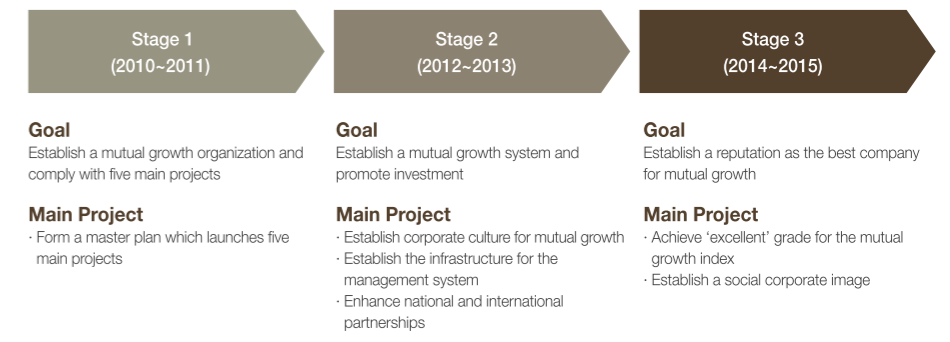 Stage 1
(2010~2011)
Goal
Establish a mutual growth organization and
comply with five main projects
Main Project
· Form a master plan which launches five
main projects
Stage 2
(2012~2013)
Goal
Establish a mutual growth system and
promote investment
Main Project
· Establish corporate culture for mutual growth
· Establish the infrastructure for the
management system
· Enhance national and international
partnerships
Stage 3
(2014~2015)
Goal
Establish a reputation as the best company
for mutual growth
Main Project
· Achieve ‘excellent’ grade for the mutual
growth index
· Establish a social corporate image